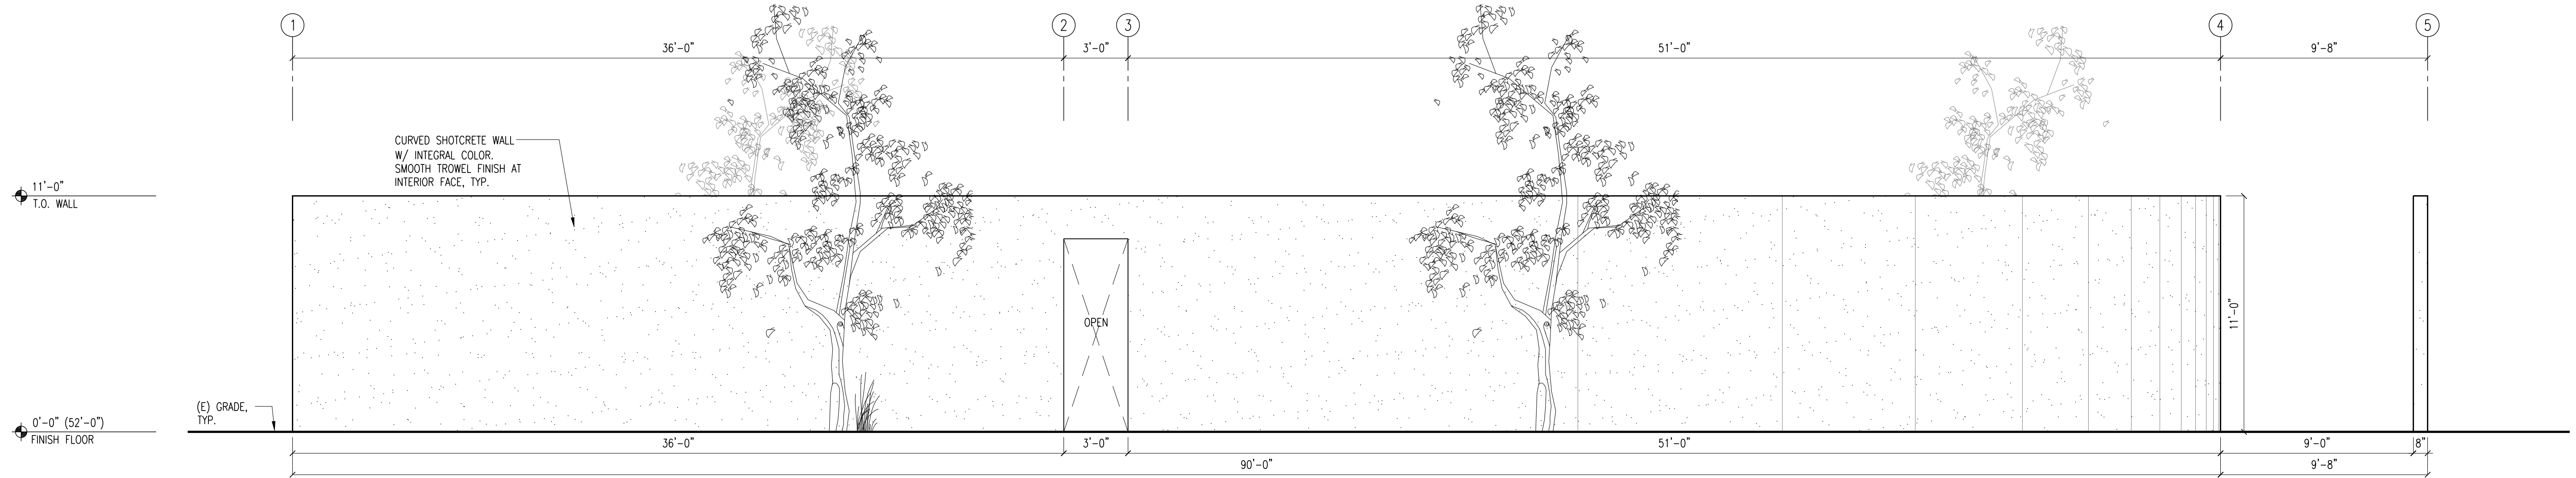 1
2
3
4
5
36'-0"
3'-0"
51'-0"
9'-8"
CURVED SHOTCRETE WALL
W/ INTEGRAL COLOR.
SMOOTH TROWEL FINISH AT
INTERIOR FACE, TYP.
11'-0"
T.O. WALL
OPEN
11'-0"
(E) GRADE,
TYP.
0'-0" (52'-0")
FINISH FLOOR
36'-0"
3'-0"
51'-0"
9'-0"
8"
90'-0"
9'-8"